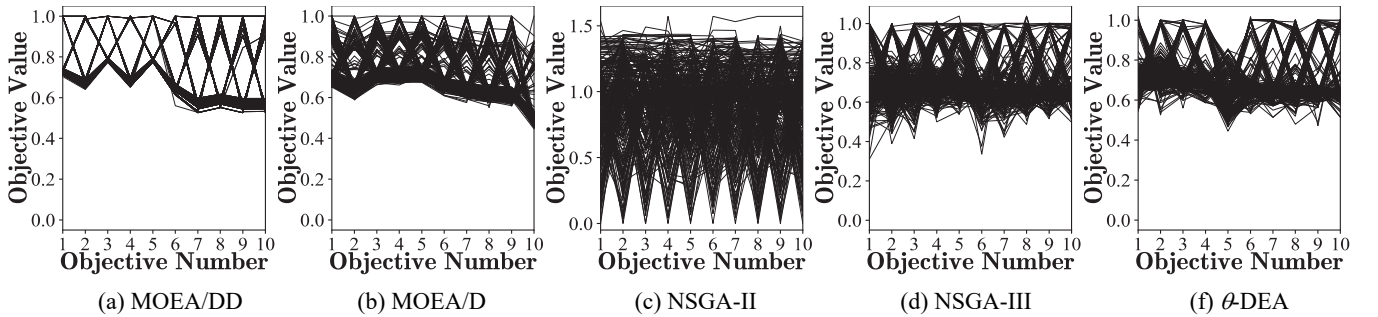 1.0
0.8
0.6
0.4
0.2
0.0
Objective Value
1 2 3 4 5 6 7 8 9 10
Objective Number
(a) MOEA/DD
1.0
0.8
0.6
0.4
0.2
0.0
Objective Value
1 2 3 4 5 6 7 8 9 10
Objective Number
(b) MOEA/D
1.5
1.0
0.5
0.0
Objective Value
1 2 3 4 5 6 7 8 9 10
Objective Number
(c) NSGA-II
1.0
0.8
0.6
0.4
0.2
0.0
Objective Value
1 2 3 4 5 6 7 8 9 10
Objective Number
(d) NSGA-III
1.0
0.8
0.6
0.4
0.2
0.0
Objective Value
1 2 3 4 5 6 7 8 9 10
Objective Number
(f) θ-DEA